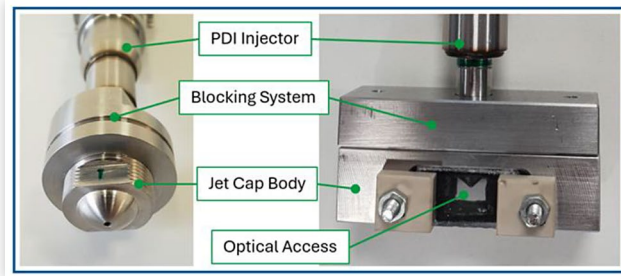 PDI Injector
Blocking System
Jet Cap Body
Optical Access